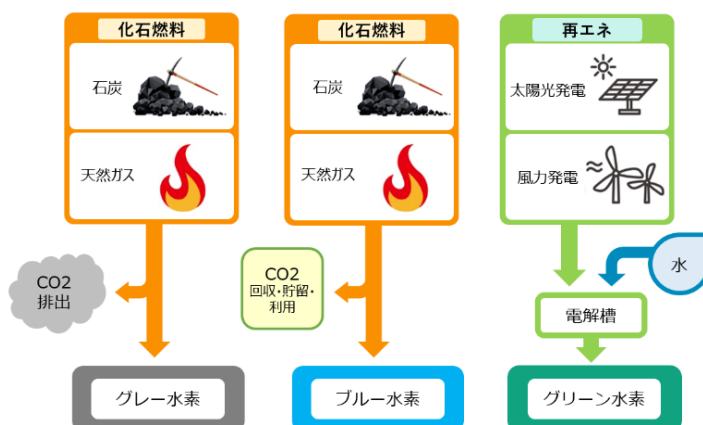 化石燃料
石炭
天然ガス
CO2
排出
グレー水素
化石燃料
石炭
天然ガス
CO2
回収・貯留・
利用
ブルー水素
再エネ
太陽光発電
風力発電
水
電解槽
グリーン水素